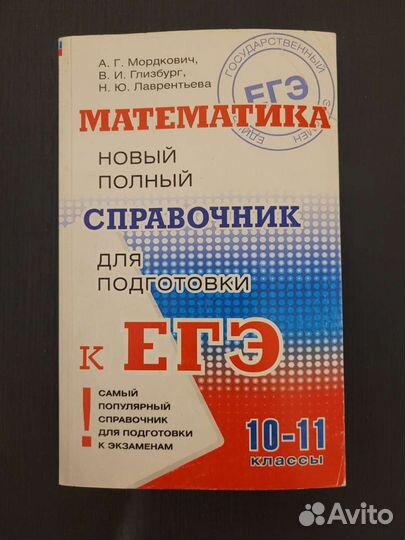 А. Г. Мордкович,
В. И. Глизбург,
Н. Ю. Лаврентьева
ГОСУДАРСТВЕННЫЙ
ЕГЭ
МАТЕМАТИКА
НОВЫЙ
ПОЛНЫЙ
СПРАВОЧНИК
ДЛЯ
ПОДГОТОВКИ
К ЕГЭ
!
САМЫЙ
ПОПУЛЯРНЫЙ
СПРАВОЧНИК
ДЛЯ ПОДГОТОВКИ
К ЭКЗАМЕНАМ
10-11
классы
Avito